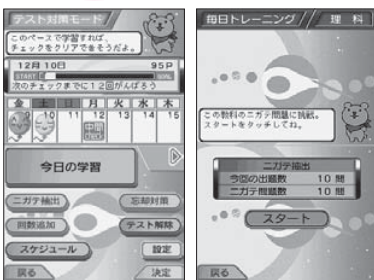 テスト対策モード
このペースで学習すれば、
チェックをクリアできそうだよ。
12月10日 95P
START 50%
次のチェックまでに12回がんばろう
金 土 日 月 火 水 木
9 10 11 12 13 14 15
中間
今日の学習
ニガテ抽出 忘却対策
回数追加 テスト解除
スケジュール 設定
戻る 決定
毎日トレーニング 理 科
この教科のニガテ問題に挑戦。
スタートをタッチしてね。
ニガテ抽出
今回の出題数 10 問
ニガテ問題数 10 問
スタート
戻る